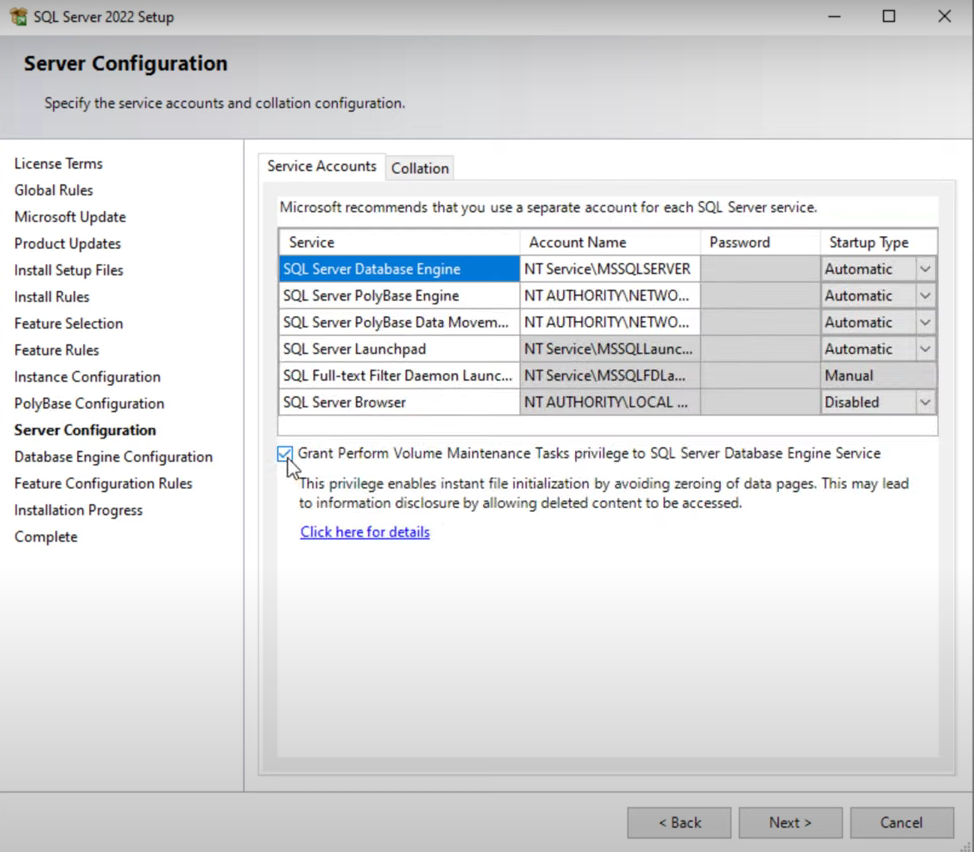 SQL Server 2022 Setup
Server Configuration
Specify the service accounts and collation configuration.
License Terms
Global Rules
Microsoft Update
Product Updates
Install Setup Files
Install Rules
Feature Selection
Feature Rules
Instance Configuration
PolyBase Configuration
Server Configuration
Database Engine Configuration
Feature Configuration Rules
Installation Progress
Complete
Service Accounts Collation
Microsoft recommends that you use a separate account for each SQL Server service.
Service Account Name Password Startup Type
SQL Server Database Engine NT Service\MSSQLSERVER Automatic
SQL Server PolyBase Engine NT AUTHORITY\NETWO... Automatic
SQL Server PolyBase Data Movem... NT AUTHORITY\NETWO... Automatic
SQL Server Launchpad NT Service\MSSQLLaunc... Automatic
SQL Full-text Filter Daemon Launc... NT Service\MSSQLFDLa... Manual
SQL Server Browser NT AUTHORITY\LOCAL ... Disabled
Grant Perform Volume Maintenance Tasks privilege to SQL Server Database Engine Service
This privilege enables instant file initialization by avoiding zeroing of data pages. This may lead
to information disclosure by allowing deleted content to be accessed.
Click here for details
< Back Next > Cancel